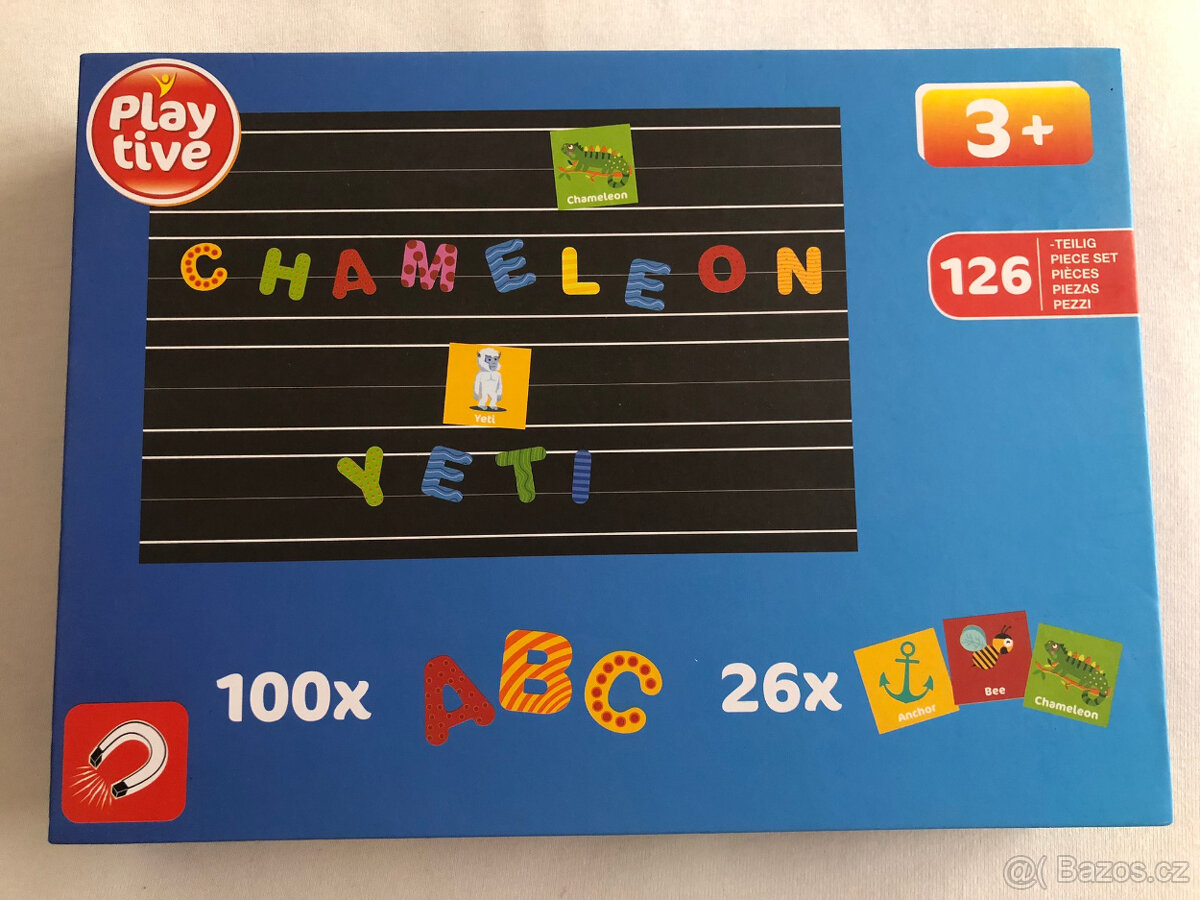 Play
tive
3+
Chameleon
CHAMELEON
126
-TEILIG
PIECE SET
PIÈCES
PIEZAS
PEZZI
Yeti
YETI
100x
ABC
26x
Anchor
Bee
Chameleon
@( Bazos.cz